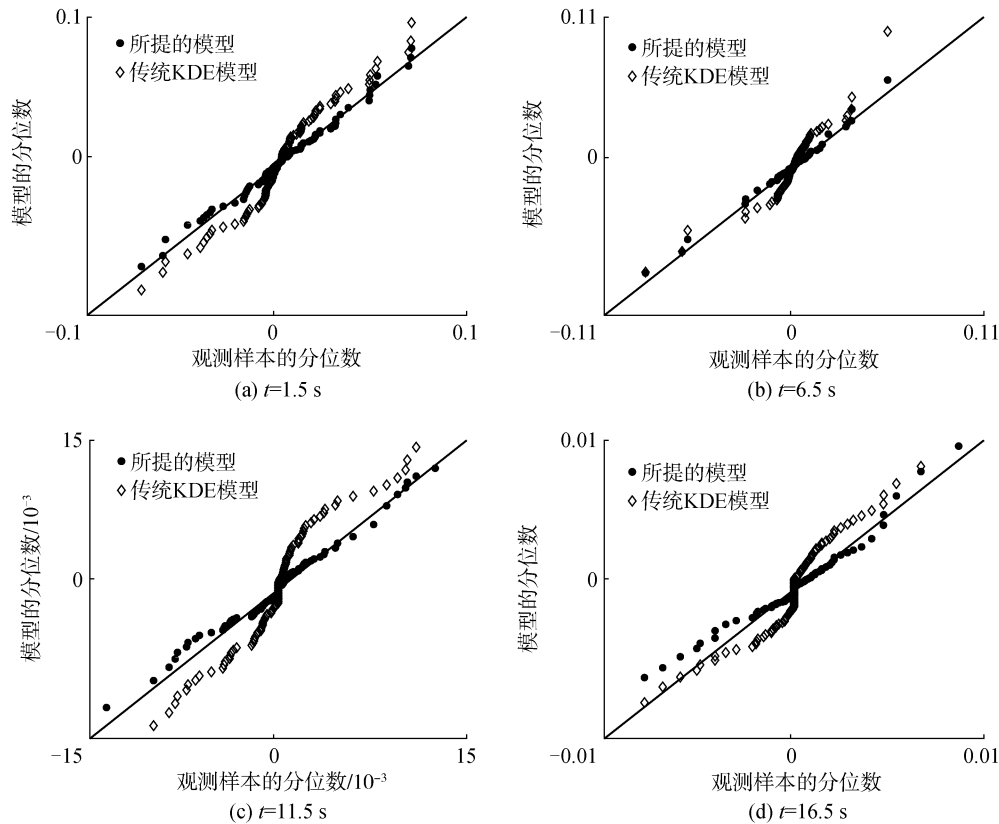 0.1
所提的模型
传统KDE模型
模型的分位数
0
−0.1
0
0.1
观测样本的分位数
(a) t=1.5 s
0.11
所提的模型
传统KDE模型
模型的分位数
0
−0.11
0
0.11
观测样本的分位数
(b) t=6.5 s
15
所提的模型
传统KDE模型
模型的分位数/10⁻³
0
−15
0
15
观测样本的分位数/10⁻³
(c) t=11.5 s
0.01
所提的模型
传统KDE模型
模型的分位数
0
−0.01
0
0.01
观测样本的分位数
(d) t=16.5 s